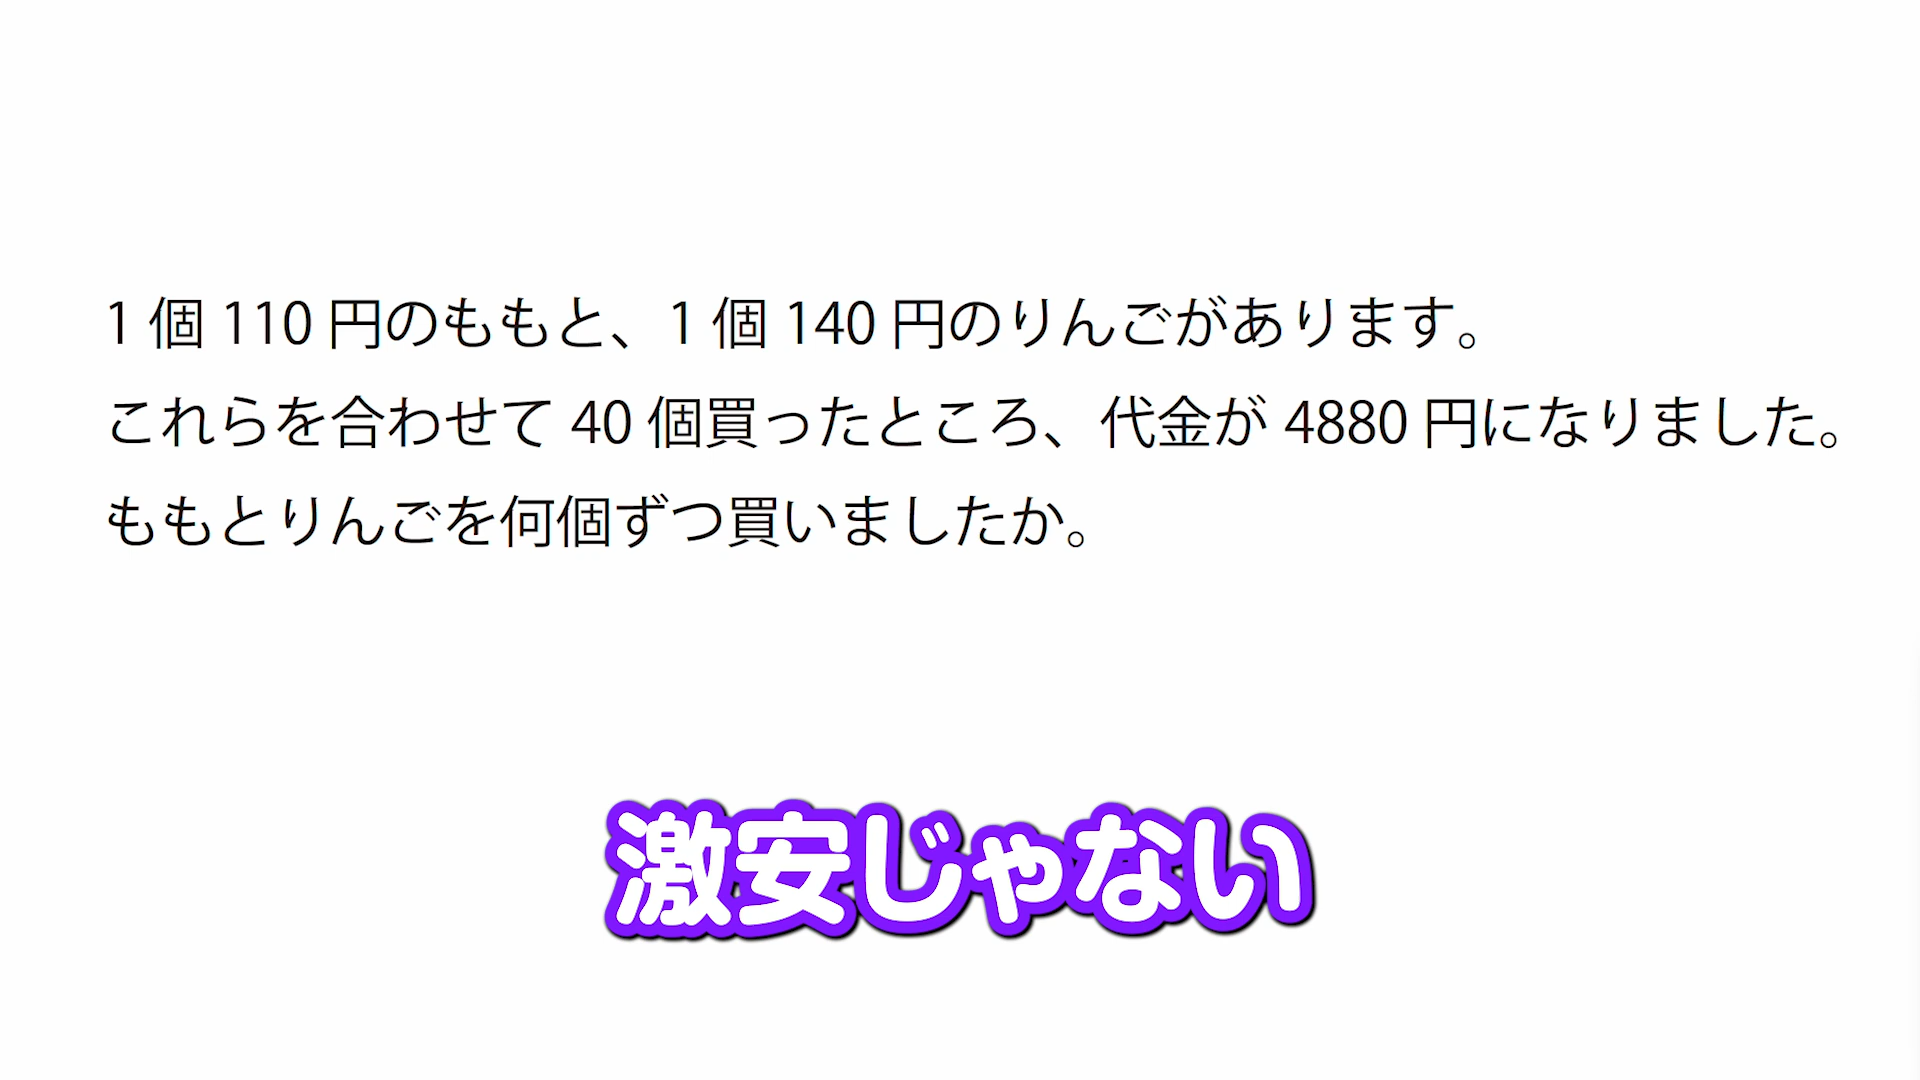 1 個 110 円のももと、1 個 140 円のりんごがあります。
これらを合わせて 40 個買ったところ、代金が 4880 円になりました。
ももとりんごを何個ずつ買いましたか。
激安じゃない